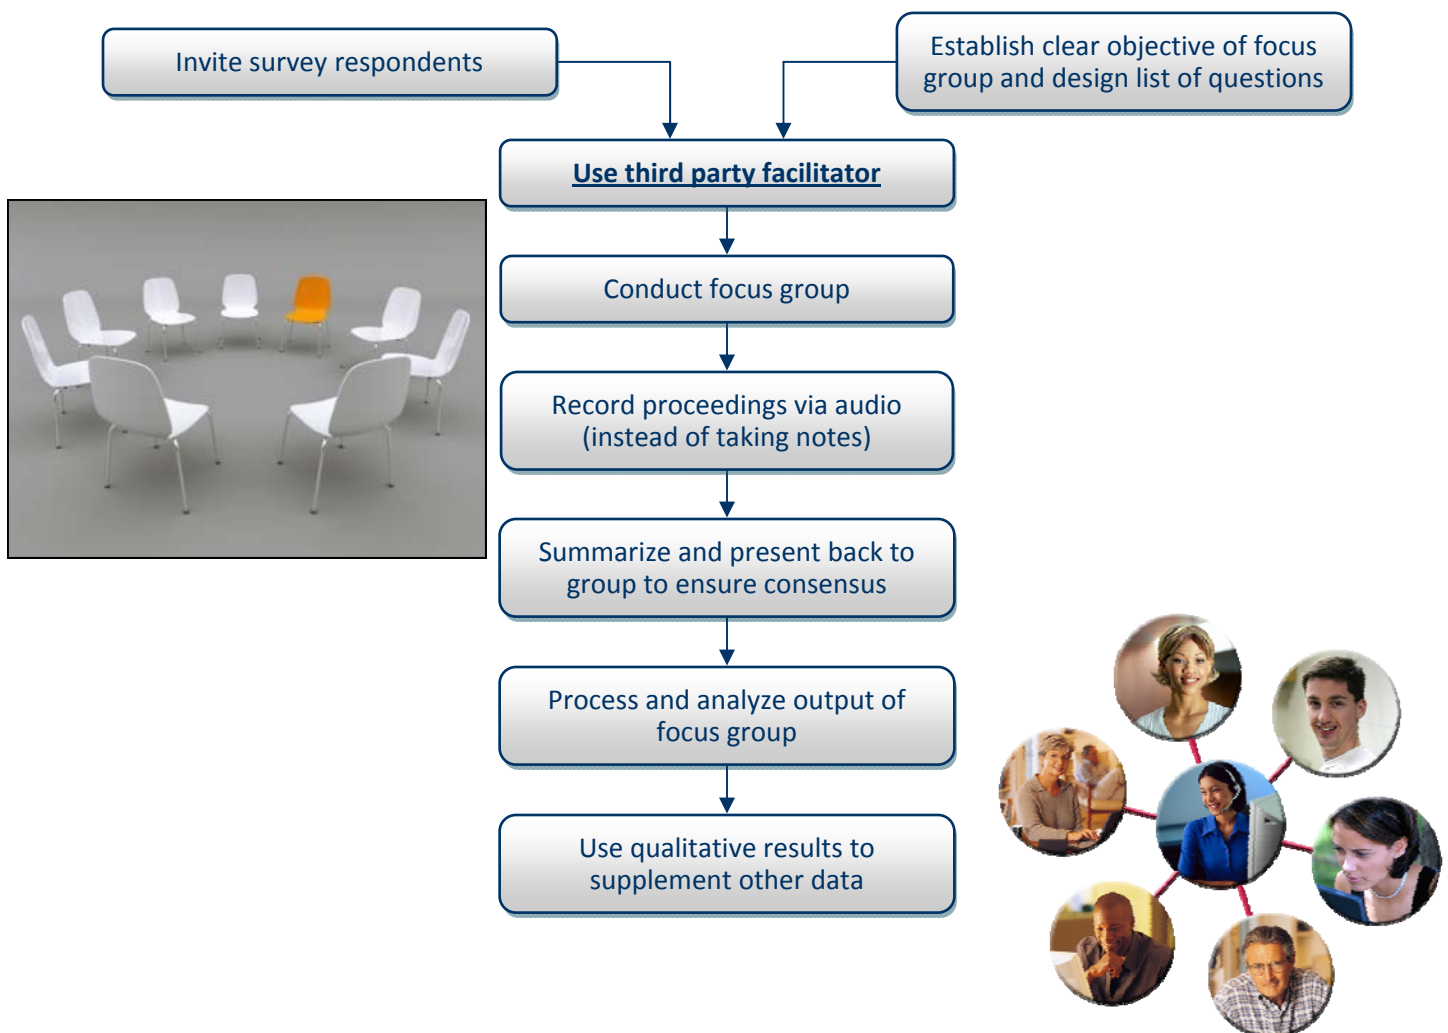 Invite survey respondents
Establish clear objective of focus
group and design list of questions
Use third party facilitator
Conduct focus group
Record proceedings via audio
(instead of taking notes)
Summarize and present back to
group to ensure consensus
Process and analyze output of
focus group
Use qualitative results to
supplement other data